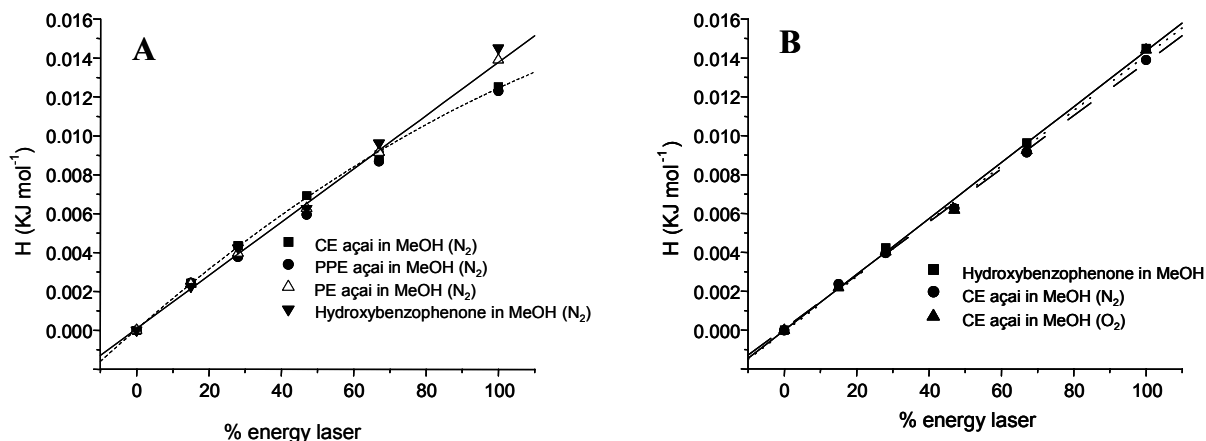 A
0.016
0.014
0.012
0.010
0.008
0.006
0.004
0.002
0.000
H (KJ mol⁻¹)
CE açai in MeOH (N₂)
PPE açai in MeOH (N₂)
PE açai in MeOH (N₂)
Hydroxybenzophenone in MeOH (N₂)
0 20 40 60 80 100
% energy laser
B
0.016
0.014
0.012
0.010
0.008
0.006
0.004
0.002
0.000
H (KJ mol⁻¹)
Hydroxybenzophenone in MeOH
CE açai in MeOH (N₂)
CE açai in MeOH (O₂)
0 20 40 60 80 100
% energy laser